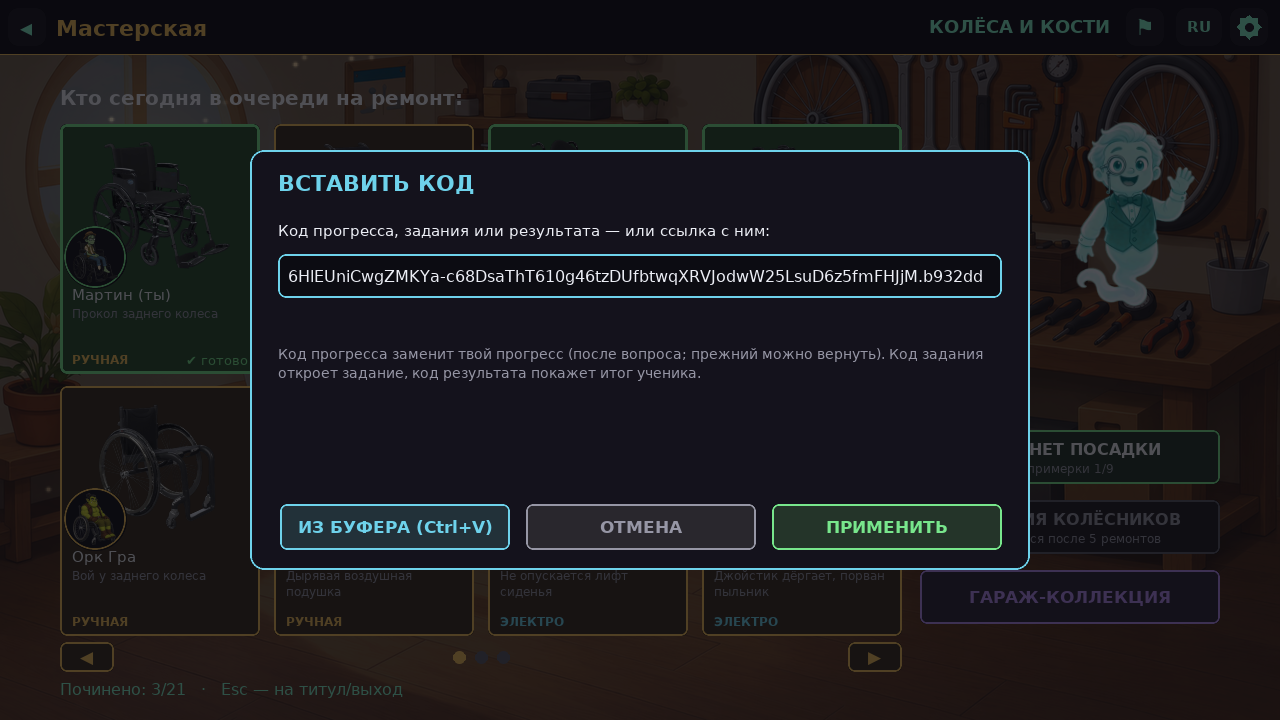 Мастерская
КОЛЁСА И КОСТИ
RU
Кто сегодня в очереди на ремонт:
ВСТАВИТЬ КОД
Код прогресса, задания или результата — или ссылка с ним:
6HlEUniCwgZMKYa-c68DsaThT610g46tzDUfbtwqXRVJodwW25LsuD6z5fmFHJjM.b932dd
Код прогресса заменит твой прогресс (после вопроса; прежний можно вернуть). Код задания
откроет задание, код результата покажет итог ученика.
ИЗ БУФЕРА (Ctrl+V)
ОТМЕНА
ПРИМЕНИТЬ
Мартин (ты)
Прокол заднего колеса
РУЧНАЯ
✔ готово
Орк Гра
Вой у заднего колеса
РУЧНАЯ
Дырявая воздушная
подушка
РУЧНАЯ
Не опускается лифт
сиденья
ЭЛЕКТРО
Джойстик дёргает, порван
пыльник
ЭЛЕКТРО
НЕТ ПОСАДКИ
примерки 1/9
КОЛЁСНИКОВ
после 5 ремонтов
ГАРАЖ-КОЛЛЕКЦИЯ
Починено: 3/21 · Esc — на титул/выход